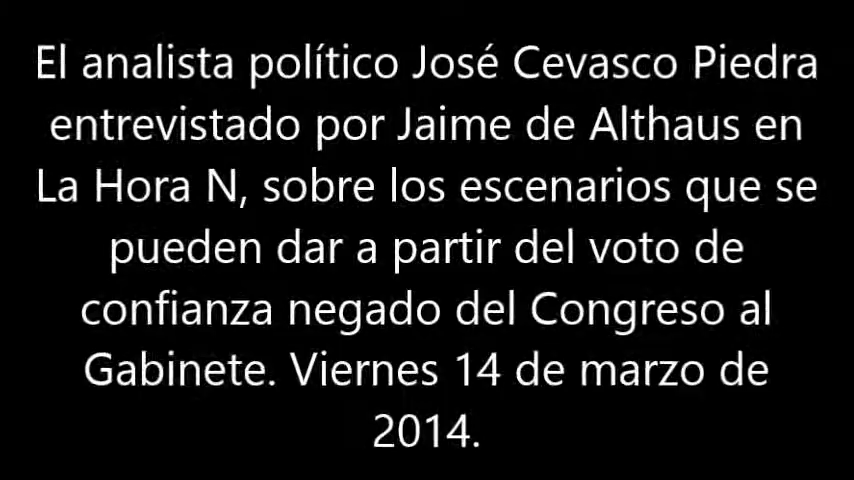 El analista político José Cevasco Piedra
entrevistado por Jaime de Althaus en
La Hora N, sobre los escenarios que se
pueden dar a partir del voto de
confianza negado del Congreso al
Gabinete. Viernes 14 de marzo de
2014.